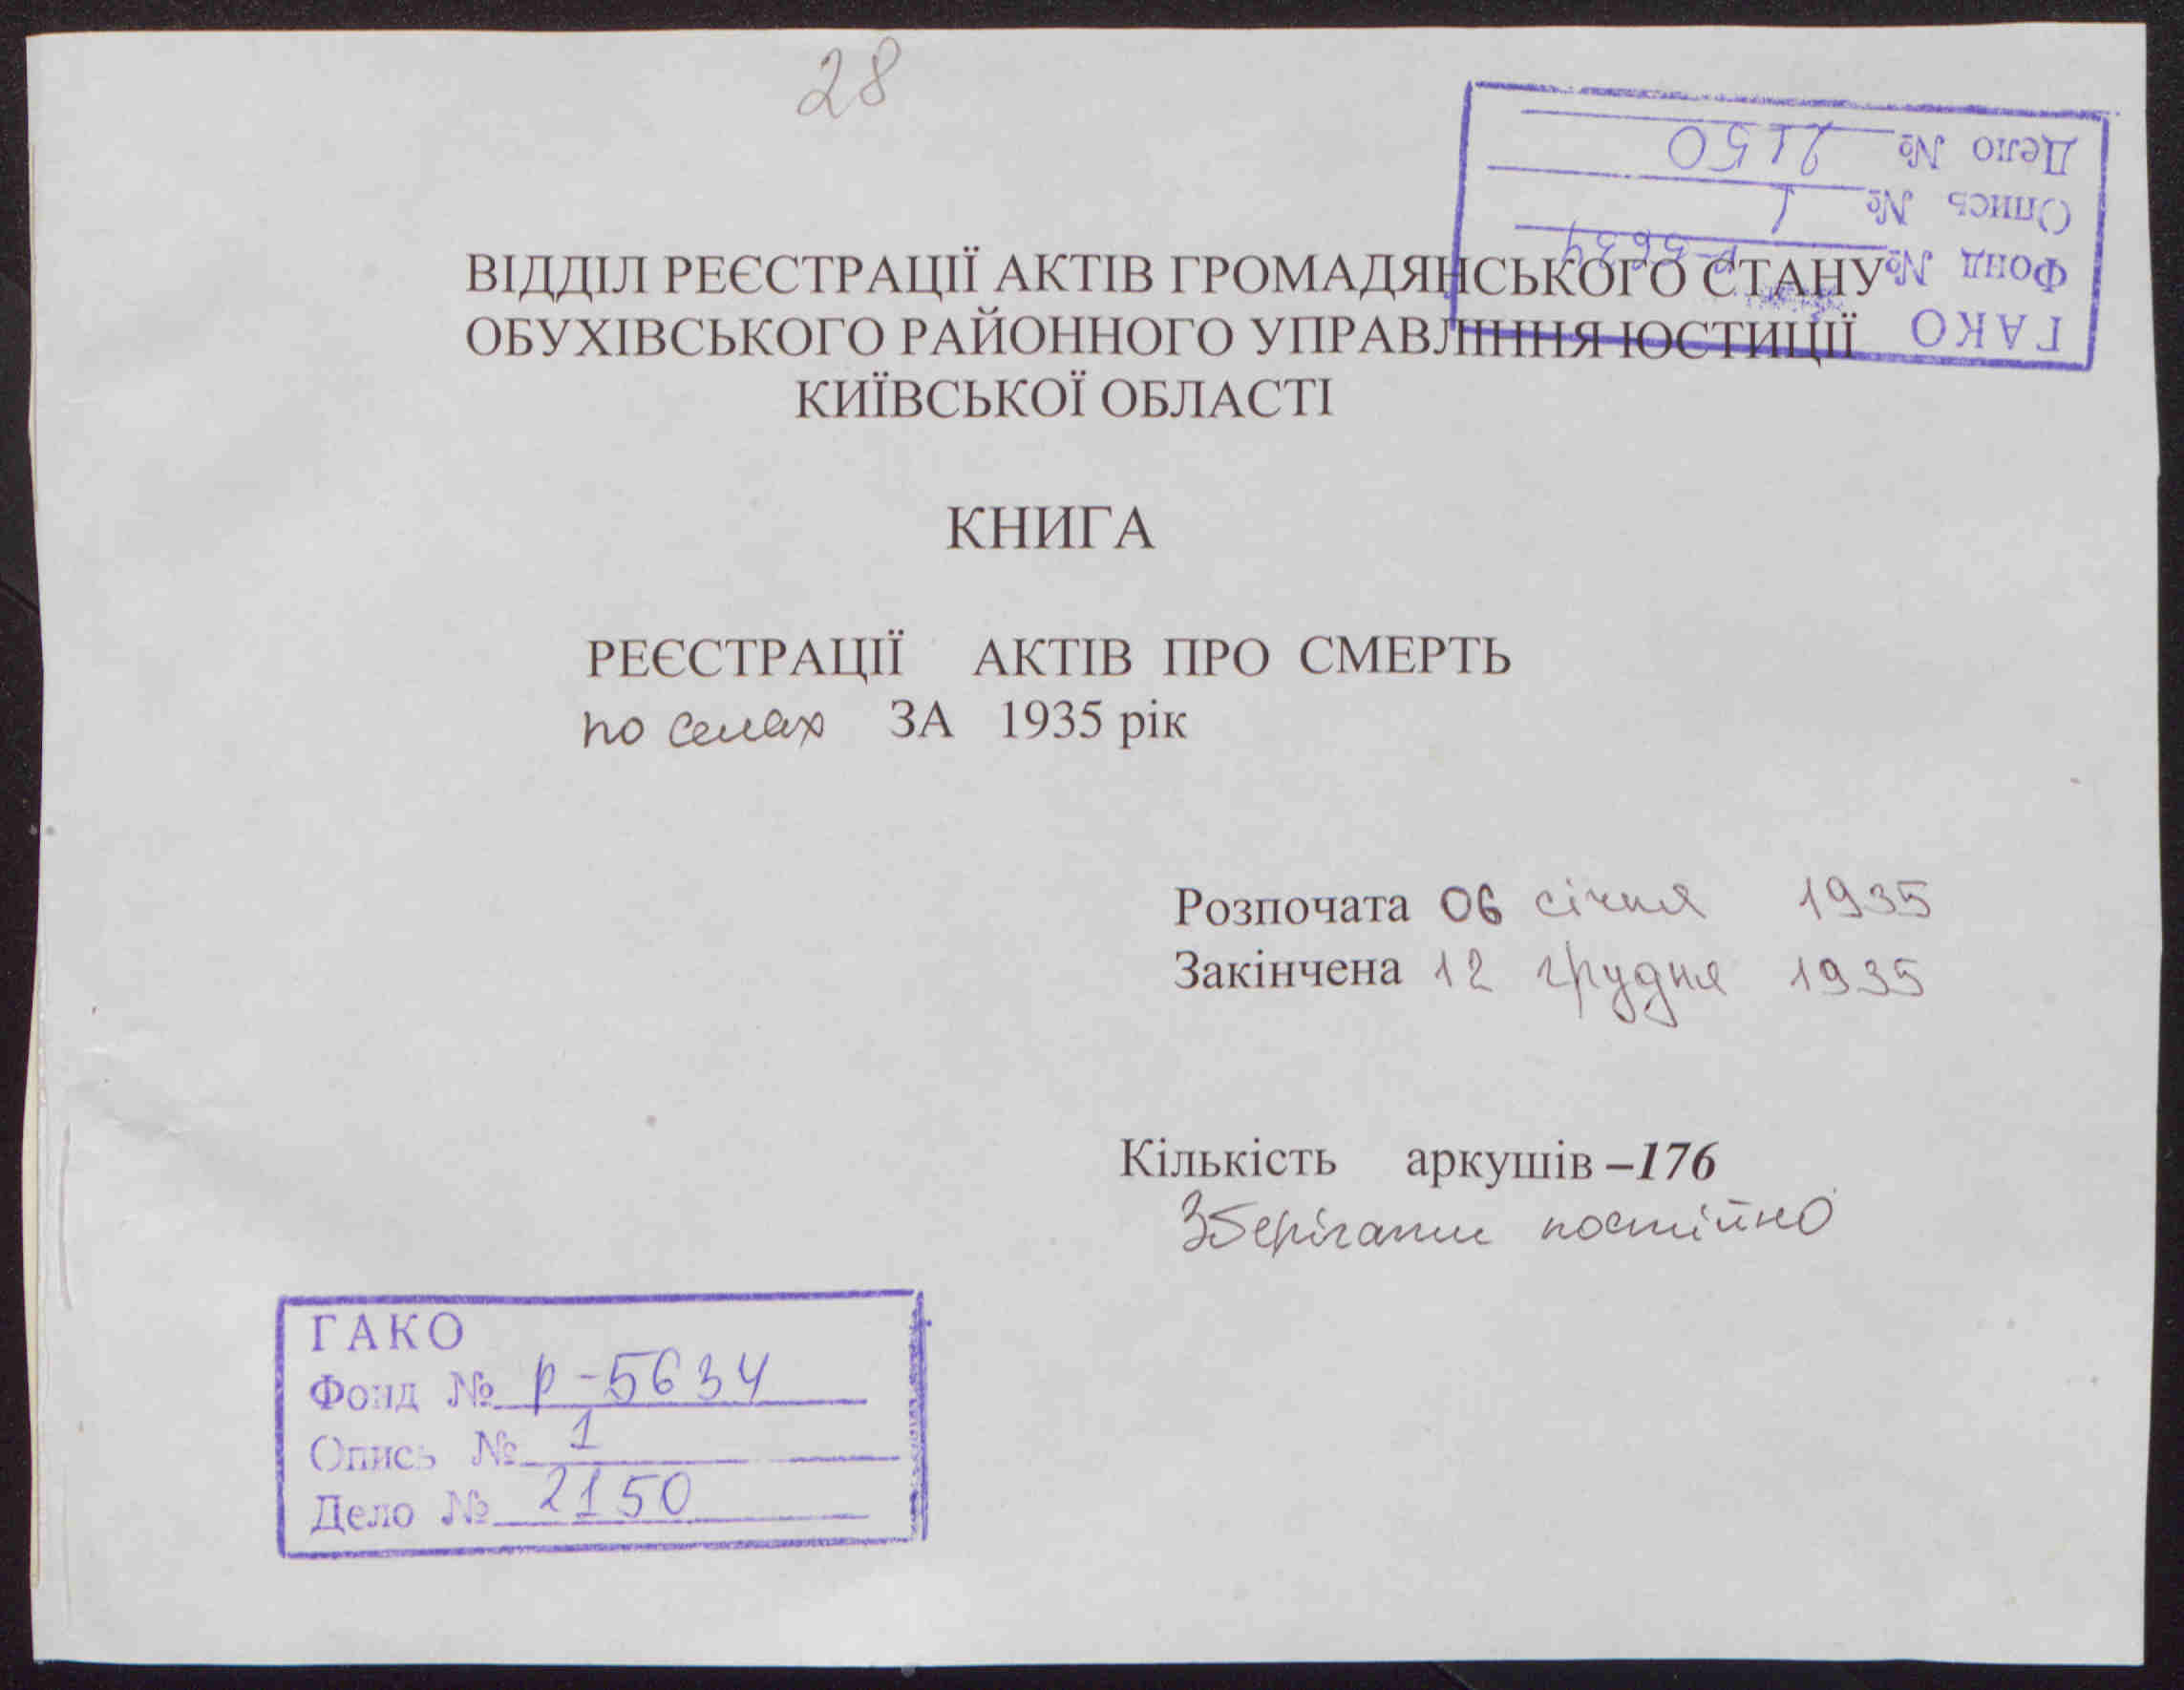 28
Дело № 2150
Опись № 1
Фонд № р-5634
ГАКО
ВІДДІЛ РЕЄСТРАЦІЇ АКТІВ ГРОМАДЯНСЬКОГО СТАНУ
ОБУХІВСЬКОГО РАЙОННОГО УПРАВЛІННЯ ЮСТИЦІЇ
КИЇВСЬКОЇ ОБЛАСТІ
КНИГА
РЕЄСТРАЦІЇ АКТІВ ПРО СМЕРТЬ
по селах ЗА 1935 рік
Розпочата 06 січня 1935
Закінчена 12 грудня 1935
Кількість аркушів –176
Зберігати постійно
ГАКО
Фонд № р-5634
Опись № 1
Дело № 2150